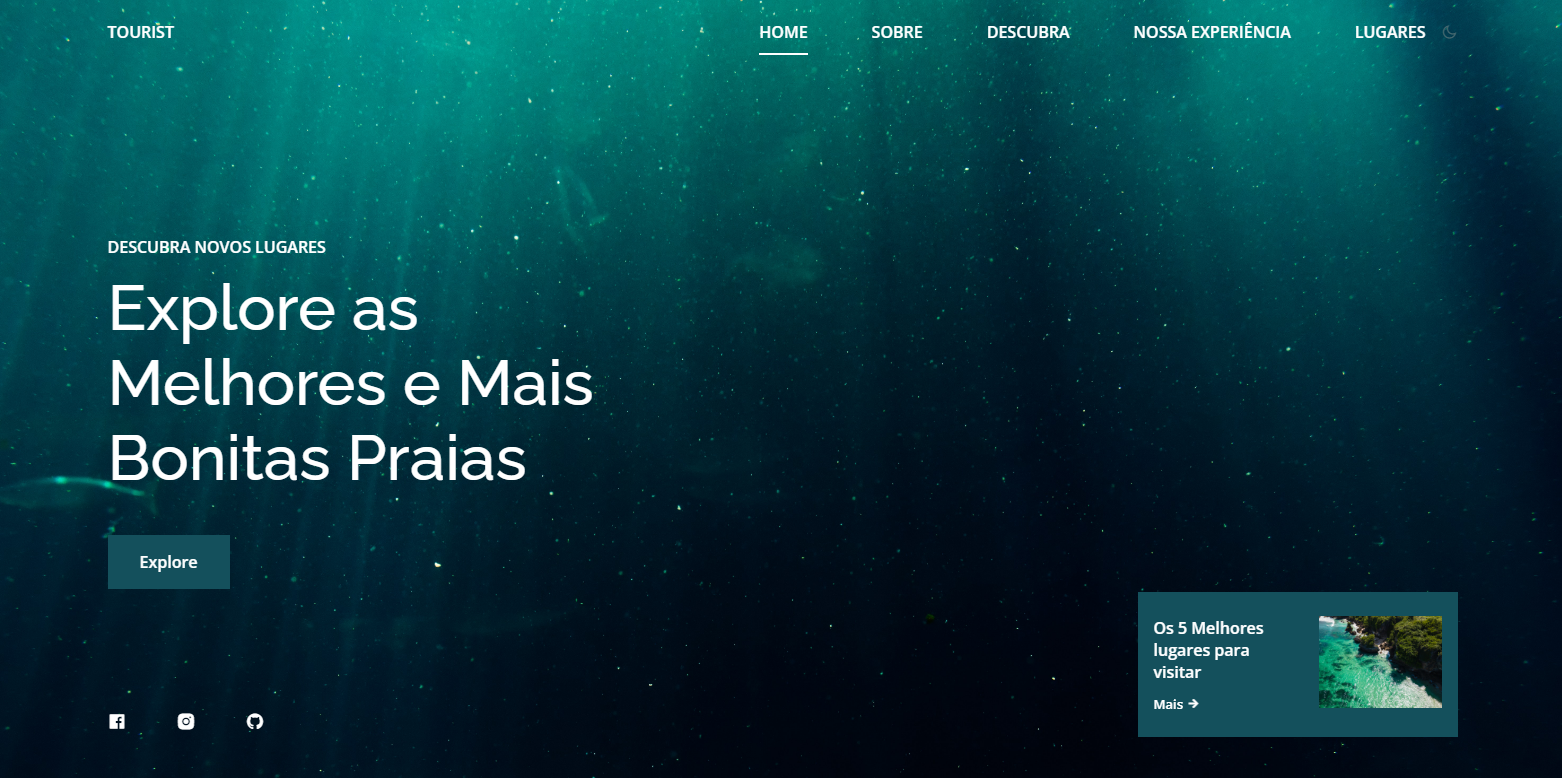 TOURIST
HOME
SOBRE
DESCUBRA
NOSSA EXPERIÊNCIA
LUGARES
DESCUBRA NOVOS LUGARES
Explore as
Melhores e Mais
Bonitas Praias
Explore
Os 5 Melhores
lugares para
visitar
Mais →